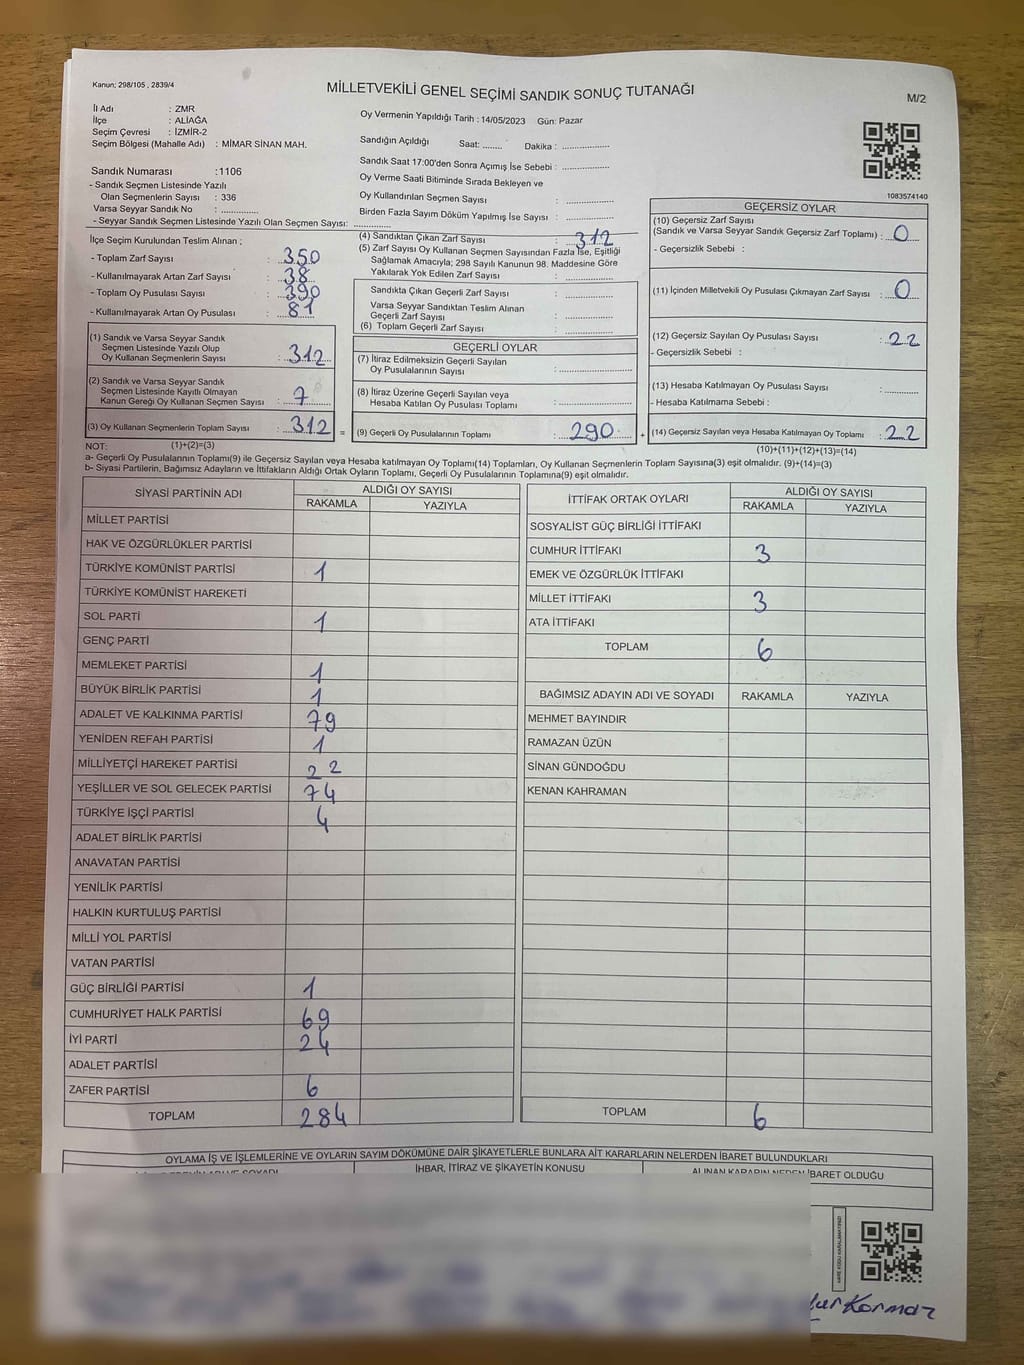 Kanun; 298/105 , 2839/4
MİLLETVEKİLİ GENEL SEÇİMİ SANDIK SONUÇ TUTANAĞI
M/2
İl Adı : ZMR
İlçe : ALİAĞA
Seçim Çevresi : İZMİR-2
Seçim Bölgesi (Mahalle Adı) : MİMAR SİNAN MAH.
Oy Vermenin Yapıldığı Tarih : 14/05/2023 Gün: Pazar
Sandığın Açıldığı Saat: ........ Dakika : ..................
Sandık Saat 17:00'den Sonra Açımış İse Sebebi : ..................
Oy Verme Saati Bitiminde Sırada Bekleyen ve
Oy Kullandırılan Seçmen Sayısı : ..................
Birden Fazla Sayım Döküm Yapılmış İse Sayısı : ..................
Sandık Numarası :1106
- Sandık Seçmen Listesinde Yazılı
Olan Seçmenlerin Sayısı : 336
Varsa Seyyar Sandık No : ..............
- Seyyar Sandık Seçmen Listesinde Yazılı Olan Seçmen Sayısı: ..............
1083574140
İlçe Seçim Kurulundan Teslim Alınan ;
- Toplam Zarf Sayısı : 350
- Kullanılmayarak Artan Zarf Sayısı : 38
- Toplam Oy Pusulası Sayısı : 390
- Kullanılmayarak Artan Oy Pusulası : 81
(1) Sandık ve Varsa Seyyar Sandık
Seçmen Listesinde Yazılı Olup
Oy Kullanan Seçmenlerin Sayısı : 312
(2) Sandık ve Varsa Seyyar Sandık
Seçmen Listesinde Kayıtlı Olmayan
Kanun Gereği Oy Kullanan Seçmen Sayısı : 7
(3) Oy Kullanan Seçmenlerin Toplam Sayısı : 312 =
(4) Sandıktan Çıkan Zarf Sayısı : 312
(5) Zarf Sayısı Oy Kullanan Seçmen Sayısından Fazla İse, Eşitliği
Sağlamak Amacıyla; 298 Sayılı Kanunun 98. Maddesine Göre
Yakılarak Yok Edilen Zarf Sayısı : ..................
Sandıkta Çıkan Geçerli Zarf Sayısı : ..................
Varsa Seyyar Sandıktan Teslim Alınan
Geçerli Zarf Sayısı : ..................
(6) Toplam Geçerli Zarf Sayısı : ..................
GEÇERLİ OYLAR
(7) İtiraz Edilmeksizin Geçerli Sayılan
Oy Pusulalarının Sayısı : ..................
(8) İtiraz Üzerine Geçerli Sayılan veya
Hesaba Katılan Oy Pusulası Toplamı : ..................
(9) Geçerli Oy Pusulalarının Toplamı : 290 +
GEÇERSİZ OYLAR
(10) Geçersiz Zarf Sayısı
(Sandık ve Varsa Seyyar Sandık Geçersiz Zarf Toplamı) : 0
- Geçersizlik Sebebi :
(11) İçinden Milletvekili Oy Pusulası Çıkmayan Zarf Sayısı : 0
(12) Geçersiz Sayılan Oy Pusulası Sayısı : 22
- Geçersizlik Sebebi :
(13) Hesaba Katılmayan Oy Pusulası Sayısı : ..........
- Hesaba Katılmama Sebebi :
(14) Geçersiz Sayılan veya Hesaba Katılmayan Oy Toplamı : 22
NOT: (1)+(2)=(3) (10)+(11)+(12)+(13)=(14)
a- Geçerli Oy Pusulalarının Toplamı(9) ile Geçersiz Sayılan veya Hesaba katılmayan Oy Toplamı(14) Toplamları, Oy Kullanan Seçmenlerin Toplam Sayısına(3) eşit olmalıdır. (9)+(14)=(3)
b- Siyasi Partilerin, Bağımsız Adayların ve İttifakların Aldığı Ortak Oyların Toplamı, Geçerli Oy Pusulalarının Toplamına(9) eşit olmalıdır.
SİYASİ PARTİNİN ADI ALDIĞI OY SAYISI
RAKAMLA YAZIYLA
MİLLET PARTİSİ
HAK VE ÖZGÜRLÜKLER PARTİSİ
TÜRKİYE KOMÜNİST PARTİSİ 1
TÜRKİYE KOMÜNİST HAREKETİ
SOL PARTİ 1
GENÇ PARTİ
MEMLEKET PARTİSİ 1
BÜYÜK BİRLİK PARTİSİ 1
ADALET VE KALKINMA PARTİSİ 79
YENİDEN REFAH PARTİSİ 1
MİLLİYETÇİ HAREKET PARTİSİ 22
YEŞİLLER VE SOL GELECEK PARTİSİ 74
TÜRKİYE İŞÇİ PARTİSİ 4
ADALET BİRLİK PARTİSİ
ANAVATAN PARTİSİ
YENİLİK PARTİSİ
HALKIN KURTULUŞ PARTİSİ
MİLLİ YOL PARTİSİ
VATAN PARTİSİ
GÜÇ BİRLİĞİ PARTİSİ 1
CUMHURİYET HALK PARTİSİ 69
İYİ PARTİ 24
ADALET PARTİSİ
ZAFER PARTİSİ 6
TOPLAM 284
İTTİFAK ORTAK OYLARI ALDIĞI OY SAYISI
RAKAMLA YAZIYLA
SOSYALİST GÜÇ BİRLİĞİ İTTİFAKI
CUMHUR İTTİFAKI 3
EMEK VE ÖZGÜRLÜK İTTİFAKI
MİLLET İTTİFAKI 3
ATA İTTİFAKI
TOPLAM 6
BAĞIMSIZ ADAYIN ADI VE SOYADI RAKAMLA YAZIYLA
MEHMET BAYINDIR
RAMAZAN ÜZÜN
SİNAN GÜNDOĞDU
KENAN KAHRAMAN
TOPLAM 6
OYLAMA İŞ VE İŞLEMLERİNE VE OYLARIN SAYIM DÖKÜMÜNE DAİR ŞİKAYETLERLE BUNLARA AİT KARARLARIN NELERDEN İBARET BULUNDUKLARI
İHBAR, İTİRAZ VE ŞİKAYETİN KONUSU
ALINAN KARARIN NEDEN İBARET OLDUĞU
Kormaz